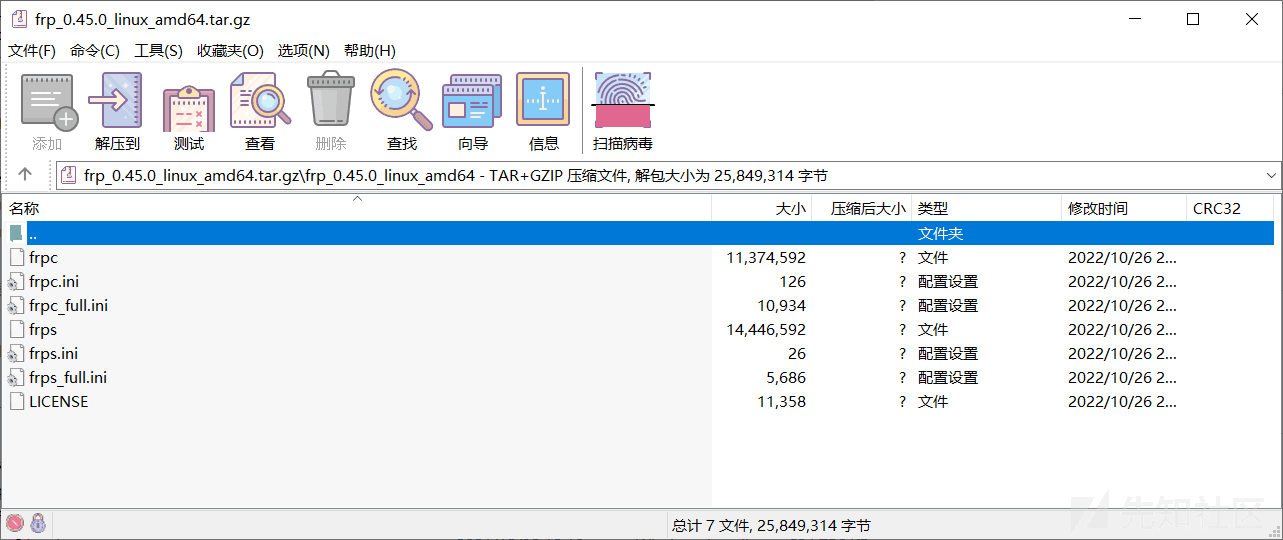 frp_0.45.0_linux_amd64.tar.gz
文件(F) 命令(C) 工具(S) 收藏夹(O) 选项(N) 帮助(H)
添加 解压到 测试 查看 删除 查找 向导 信息 扫描病毒
frp_0.45.0_linux_amd64.tar.gz\frp_0.45.0_linux_amd64 - TAR+GZIP 压缩文件, 解包大小为 25,849,314 字节
名称 大小 压缩后大小 类型 修改时间 CRC32
.. 文件夹
frpc 11,374,592 ? 文件 2022/10/26 2...
frpc.ini 126 ? 配置设置 2022/10/26 2...
frpc_full.ini 10,934 ? 配置设置 2022/10/26 2...
frps 14,446,592 ? 文件 2022/10/26 2...
frps.ini 26 ? 配置设置 2022/10/26 2...
frps_full.ini 5,686 ? 配置设置 2022/10/26 2...
LICENSE 11,358 ? 文件 2022/10/26 2...
总计 7 文件, 25,849,314 字节
先知社区